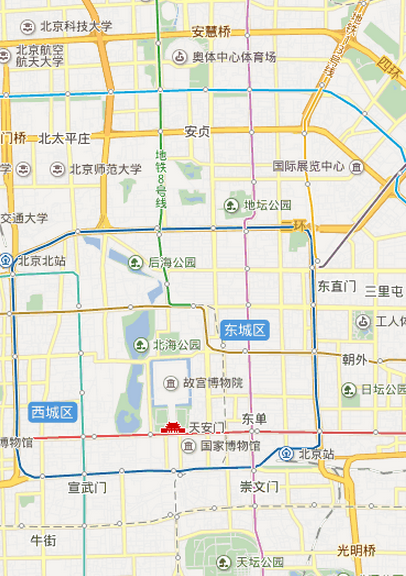 北京科技大学
安慧桥
地铁13号线
北京航空
航天大学
奥体中心体育场
四环
门桥
北太平庄
安贞
学
北京师范大学
地铁8号线
国际展览中心
交通大学
地坛公园
二环
北京北站
后海公园
东直门
三里屯
工人体
东城区
北海公园
朝外
故宫博物院
日坛公园
西城区
东单
天安门
博物馆
国家博物馆
北京站
宣武门
崇文门
牛街
光明桥
天坛公园